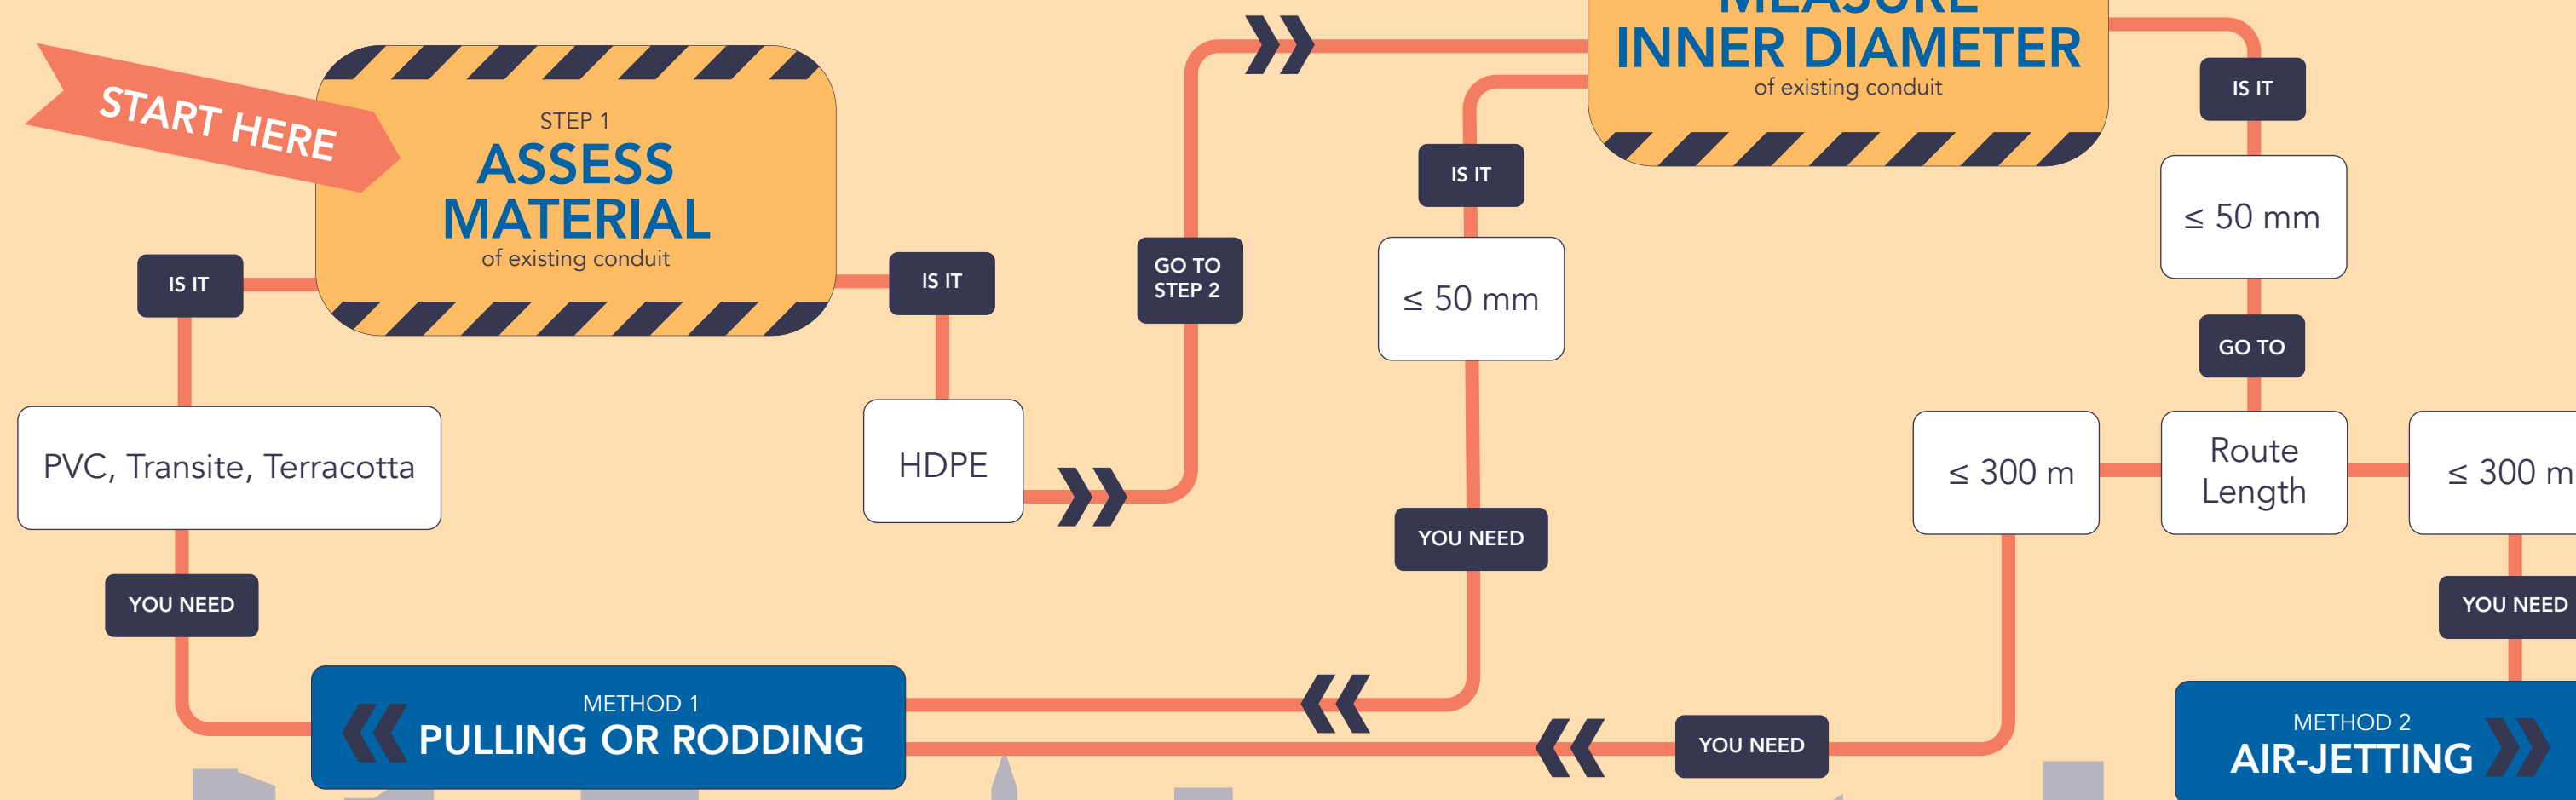 START HERE
STEP 1
ASSESS
MATERIAL
of existing conduit
IS IT
PVC, Transite, Terracotta
YOU NEED
IS IT
HDPE
GO TO
STEP 2
MEASURE
INNER DIAMETER
of existing conduit
IS IT
≤ 50 mm
YOU NEED
METHOD 1
PULLING OR RODDING
IS IT
≤ 50 mm
GO TO
Route
Length
≤ 300 m
YOU NEED
≤ 300 m
YOU NEED
METHOD 2
AIR-JETTING